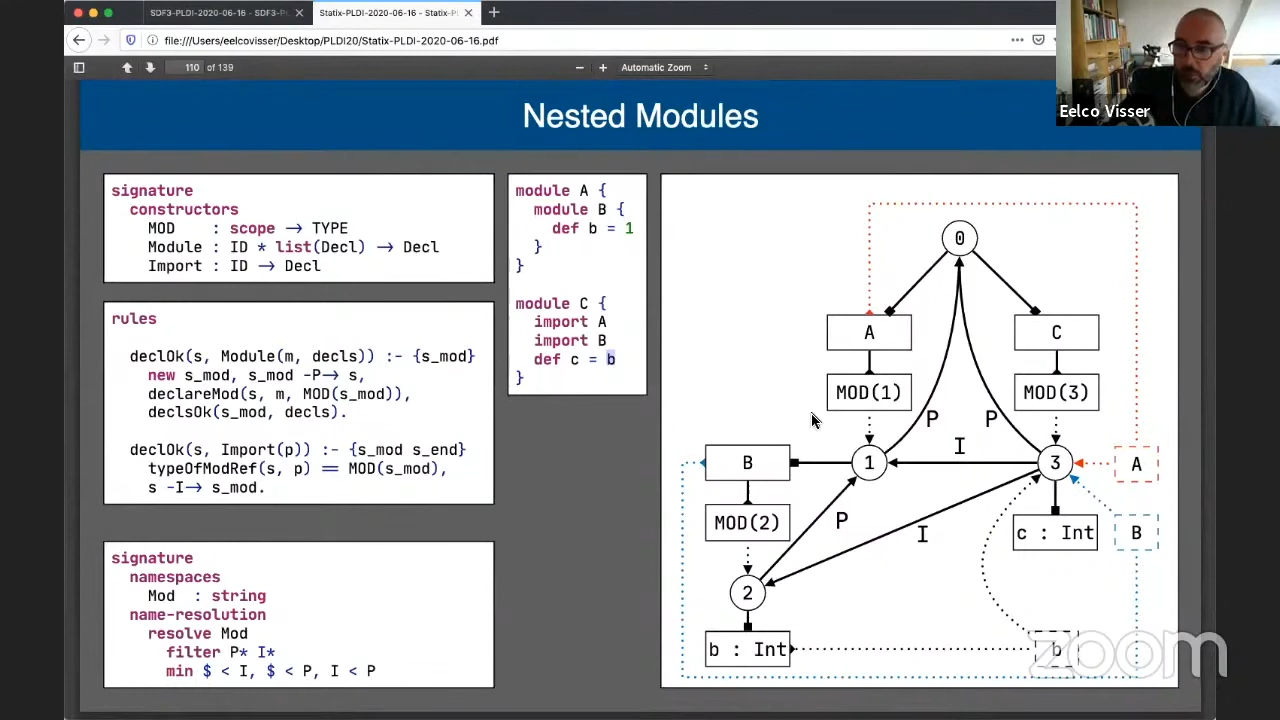 SDF3-PLDI-2020-06-16 - SDF3-P
Statix-PLDI-2020-06-16 - Statix-P
file:///Users/eelcovisser/Desktop/PLDI20/Statix-PLDI-2020-06-16.pdf
110 of 139
Automatic Zoom
Eelco Visser
Nested Modules
signature
constructors
MOD : scope → TYPE
Module : ID * list(Decl) → Decl
Import : ID → Decl
rules
declOk(s, Module(m, decls)) :- {s_mod}
new s_mod, s_mod -P→ s,
declareMod(s, m, MOD(s_mod)),
declsOk(s_mod, decls).
declOk(s, Import(p)) :- {s_mod s_end}
typeOfModRef(s, p) == MOD(s_mod),
s -I→ s_mod.
signature
namespaces
Mod : string
name-resolution
resolve Mod
filter P* I*
min $ < I, $ < P, I < P
module A {
module B {
def b = 1
}
}
module C {
import A
import B
def c = b
}
0
A
C
MOD(1)
MOD(3)
P
P
I
B
1
3
A
MOD(2)
P
I
c : Int
B
2
b : Int
b
zoom